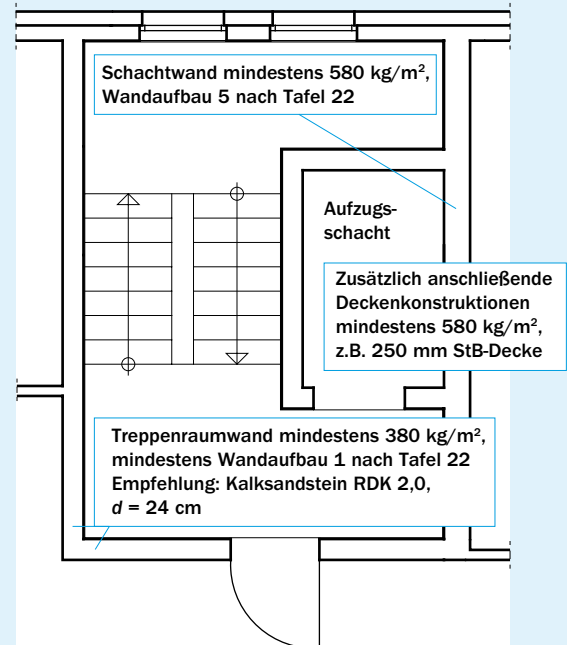 Schachtwand mindestens 580 kg/m²,
Wandaufbau 5 nach Tafel 22
Aufzugs-
schacht
Zusätzlich anschließende
Deckenkonstruktionen
mindestens 580 kg/m²,
z.B. 250 mm StB-Decke
Treppenraumwand mindestens 380 kg/m²,
mindestens Wandaufbau 1 nach Tafel 22
Empfehlung: Kalksandstein RDK 2,0,
d = 24 cm